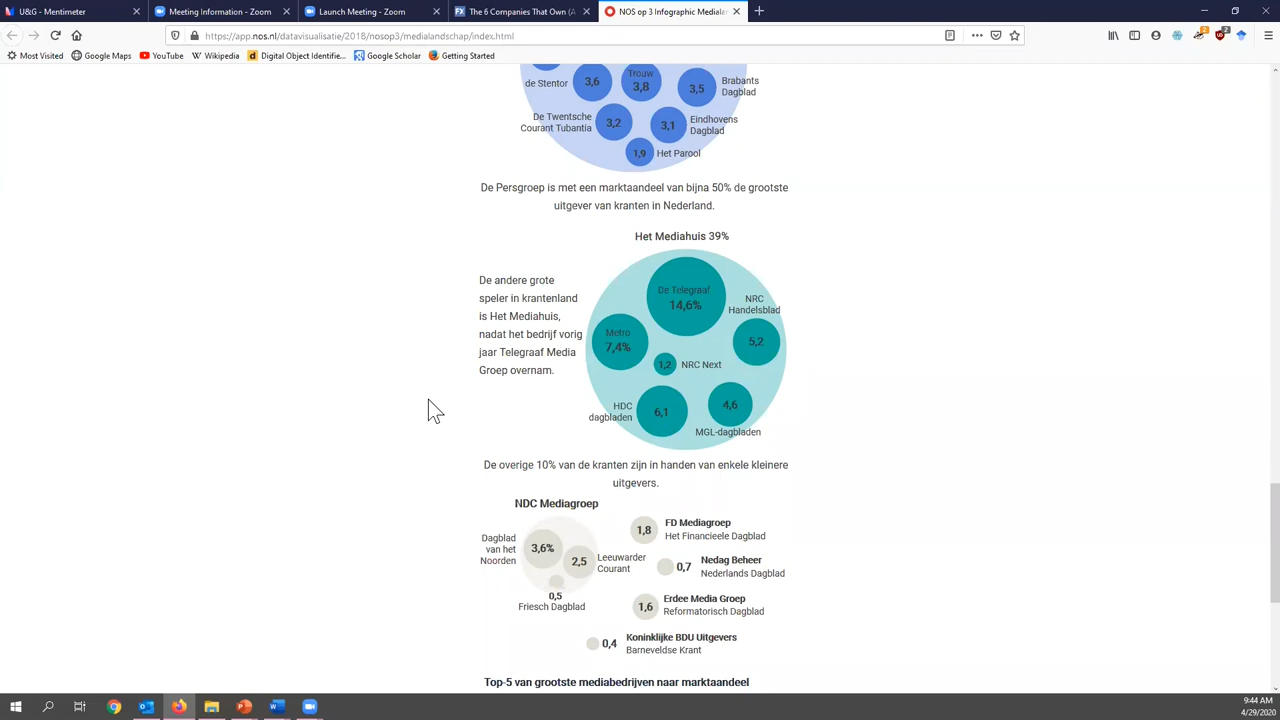 U&G - Mentimeter
Meeting Information - Zoom
Launch Meeting - Zoom
The 6 Companies That Own (A
NOS op 3 Infographic Medialan
https://app.nos.nl/datavisualisatie/2018/nosop3/medialandschap/index.html
Most Visited
Google Maps
YouTube
Wikipedia
Digital Object Identifie...
Google Scholar
Getting Started
de Stentor
3,6
Trouw
3,8
3,5
Brabants
Dagblad
De Twentsche
Courant Tubantia
3,2
3,1
Eindhovens
Dagblad
1,9
Het Parool
De Persgroep is met een marktaandeel van bijna 50% de grootste
uitgever van kranten in Nederland.
Het Mediahuis 39%
De andere grote
speler in krantenland
is Het Mediahuis,
nadat het bedrijf vorig
jaar Telegraaf Media
Groep overnam.
De Telegraaf
14,6%
NRC
Handelsblad
5,2
Metro
7,4%
1,2
NRC Next
HDC
dagbladen
6,1
4,6
MGL-dagbladen
De overige 10% van de kranten zijn in handen van enkele kleinere
uitgevers.
NDC Mediagroep
Dagblad
van het
Noorden
3,6%
2,5
Leeuwarder
Courant
0,5
Friesch Dagblad
1,8
FD Mediagroep
Het Financieele Dagblad
0,7
Nedag Beheer
Nederlands Dagblad
1,6
Erdee Media Groep
Reformatorisch Dagblad
0,4
Koninklijke BDU Uitgevers
Barneveldse Krant
Top-5 van grootste mediabedrijven naar marktaandeel
9:44 AM
4/29/2020